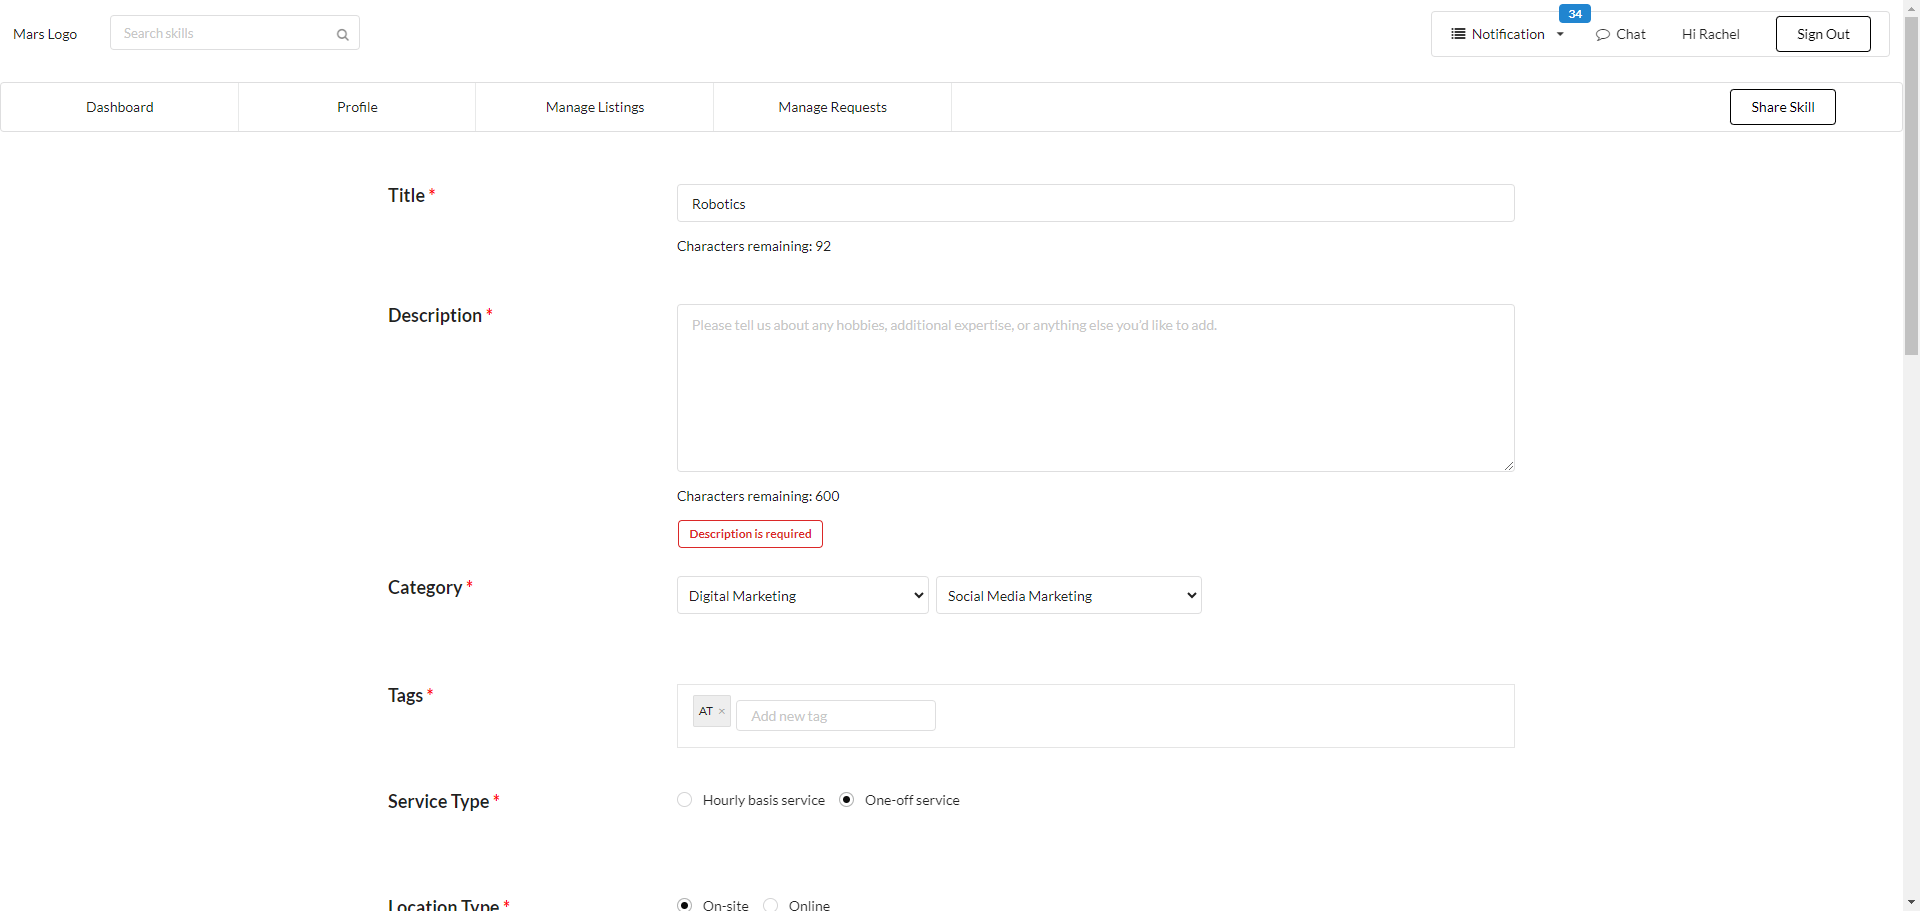 34
Mars Logo
Search skills
Notification
Chat
Hi Rachel
Sign Out
Dashboard
Profile
Manage Listings
Manage Requests
Share Skill
Title *
Robotics
Characters remaining: 92
Description *
Please tell us about any hobbies, additional expertise, or anything else you'd like to add.
Characters remaining: 600
Description is required
Category *
Digital Marketing
Social Media Marketing
Tags *
AT ×
Add new tag
Service Type *
Hourly basis service
One-off service
Location Type *
On-site
Online